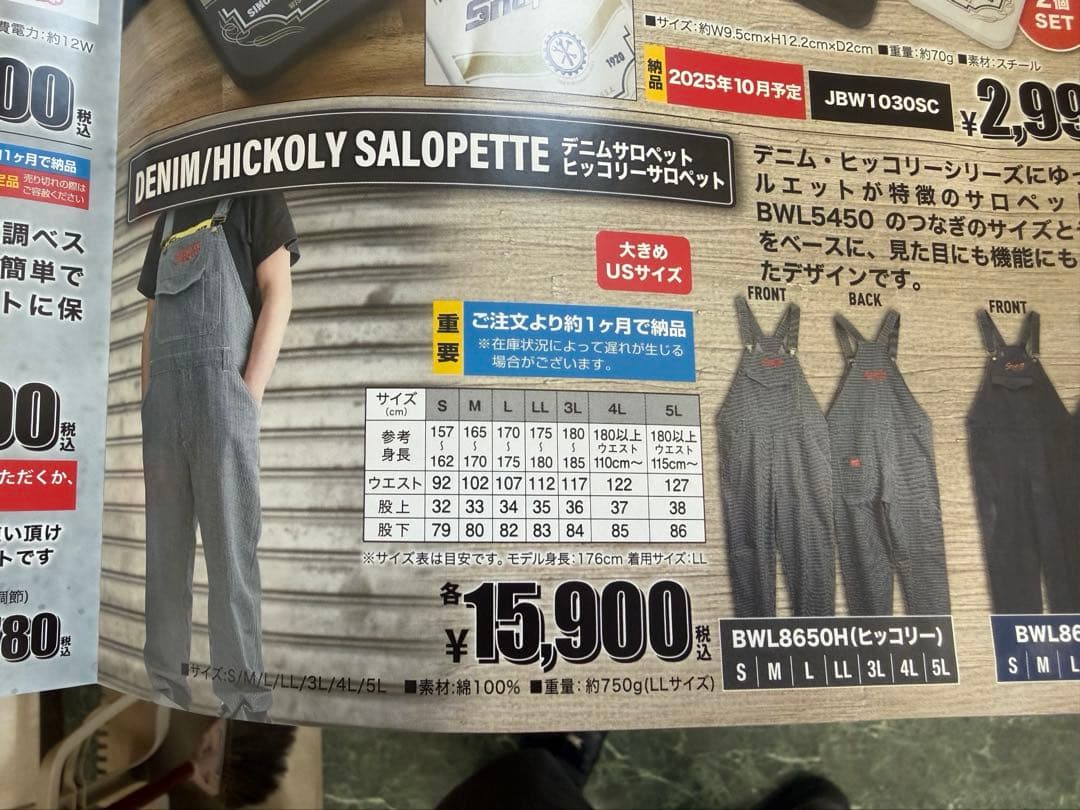 費電力:約12W
00 税込
1ヶ月で納品
定品 売り切れの際は
ご容赦ください
調ベス
簡単で
トに保
00 税込
ただくか、
い頂け
トです
調節)
780 税込
SINC
Snap
1920
2個
SET
■サイズ:約W9.5cm×H12.2cm×D2cm ■重量:約70g ■素材:スチール
納品 2025年10月予定
JBW1030SC
¥2,99
DENIM/HICKOLY SALOPETTE デニムサロペット
ヒッコリーサロペット
デニム・ヒッコリーシリーズにゆっ
ルエットが特徴のサロペッ
BWL5450 のつなぎのサイズと
をベースに、見た目にも機能にも
たデザインです。
大きめ
USサイズ
重要 ご注文より約1ヶ月で納品
※在庫状況によって遅れが生じる
場合がございます。
サイズ(cm) S M L LL 3L 4L 5L
参考身長 157~162 165~170 170~175 175~180 180~185 180以上ウエスト110cm~ 180以上ウエスト115cm~
ウエスト 92 102 107 112 117 122 127
股上 32 33 34 35 36 37 38
股下 79 80 82 83 84 85 86
※サイズ表は目安です。モデル身長:176cm 着用サイズ:LL
各¥15,900 税込
■サイズ:S/M/L/LL/3L/4L/5L ■素材:綿100% ■重量:約750g(LLサイズ)
FRONT
BACK
FRONT
BWL8650H(ヒッコリー)
S M L LL 3L 4L 5L
BWL86
S M L